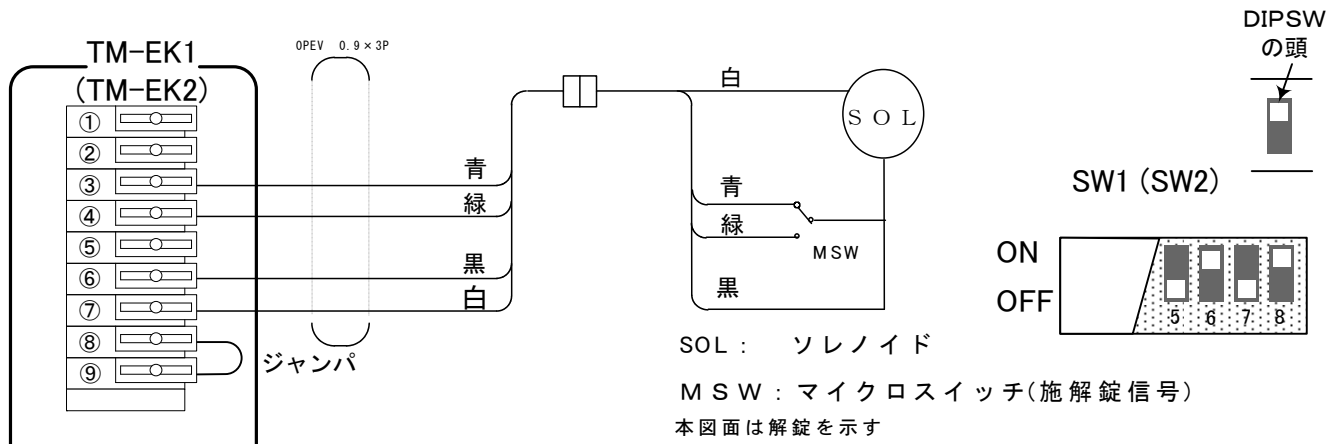 TM-EK1
(TM-EK2)
OPEV 0.9×3P
DIPSW
の頭
①
②
③
④
⑤
⑥
⑦
⑧
⑨
青
緑
黒
白
ジャンパ
白
SOL
青
緑
MSW
黒
SW1 (SW2)
ON
OFF
5 6 7 8
SOL： ソレノイド
MSW：マイクロスイッチ(施解錠信号)
本図面は解錠を示す